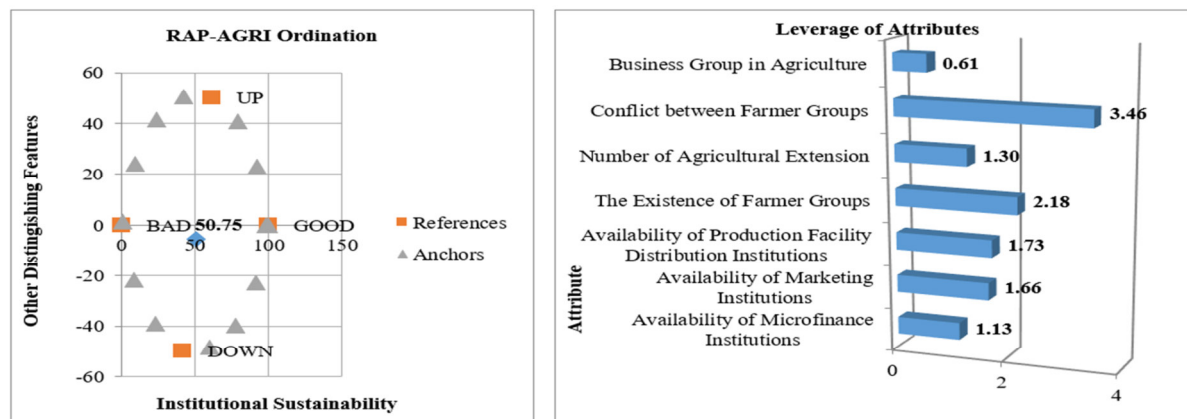 RAP-AGRI Ordination
60
UP
40
20
0
BAD 50.75 GOOD
0 50 100 150
-20
-40
DOWN
-60
Other Distingishing Features
Institutional Sustainability
References
Anchors
Leverage of Attributes
Business Group in Agriculture
0.61
Conflict between Farmer Groups
3.46
Number of Agricultural Extension
1.30
The Existence of Farmer Groups
2.18
Availability of Production Facility
Distribution Institutions
1.73
Availability of Marketing
Institutions
1.66
Availability of Microfinance
Institutions
1.13
Attribute
0 2 4